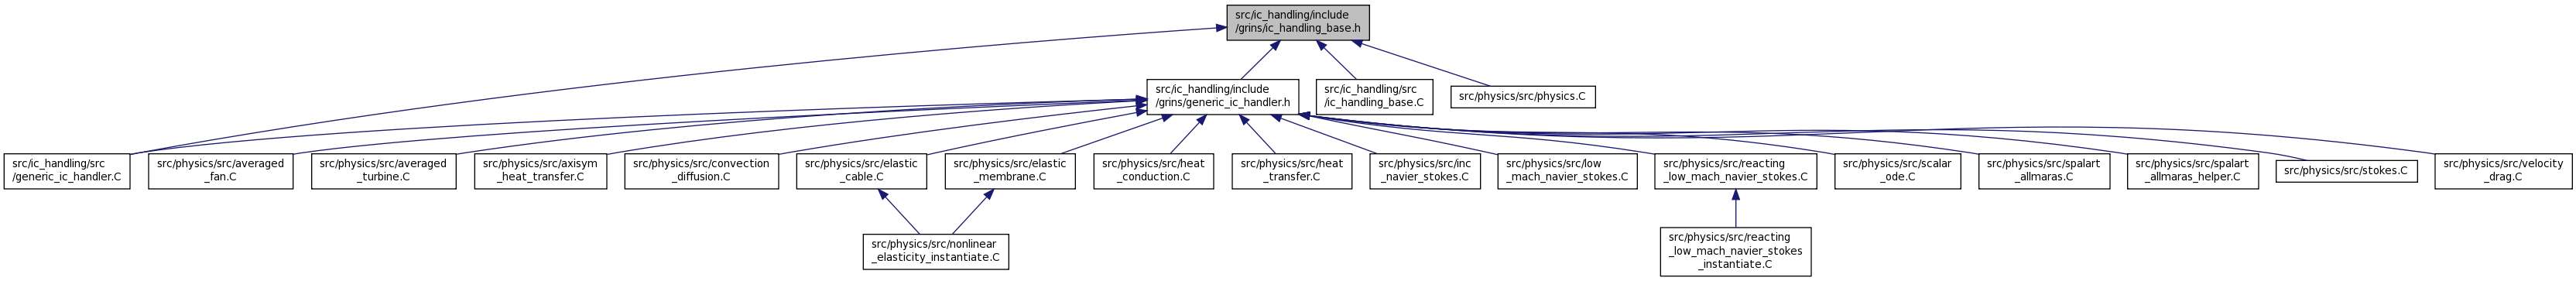 src/ic_handling/include
/grins/ic_handling_base.h
src/ic_handling/include
/grins/generic_ic_handler.h
src/ic_handling/src
/ic_handling_base.C
src/physics/src/physics.C
src/ic_handling/src
/generic_ic_handler.C
src/physics/src/averaged
_fan.C
src/physics/src/averaged
_turbine.C
src/physics/src/axisym
_heat_transfer.C
src/physics/src/convection
_diffusion.C
src/physics/src/elastic
_cable.C
src/physics/src/elastic
_membrane.C
src/physics/src/heat
_conduction.C
src/physics/src/heat
_transfer.C
src/physics/src/inc
_navier_stokes.C
src/physics/src/low
_mach_navier_stokes.C
src/physics/src/reacting
_low_mach_navier_stokes.C
src/physics/src/scalar
_ode.C
src/physics/src/spalart
_allmaras.C
src/physics/src/spalart
_allmaras_helper.C
src/physics/src/stokes.C
src/physics/src/velocity
_drag.C
src/physics/src/nonlinear
_elasticity_instantiate.C
src/physics/src/reacting
_low_mach_navier_stokes
_instantiate.C